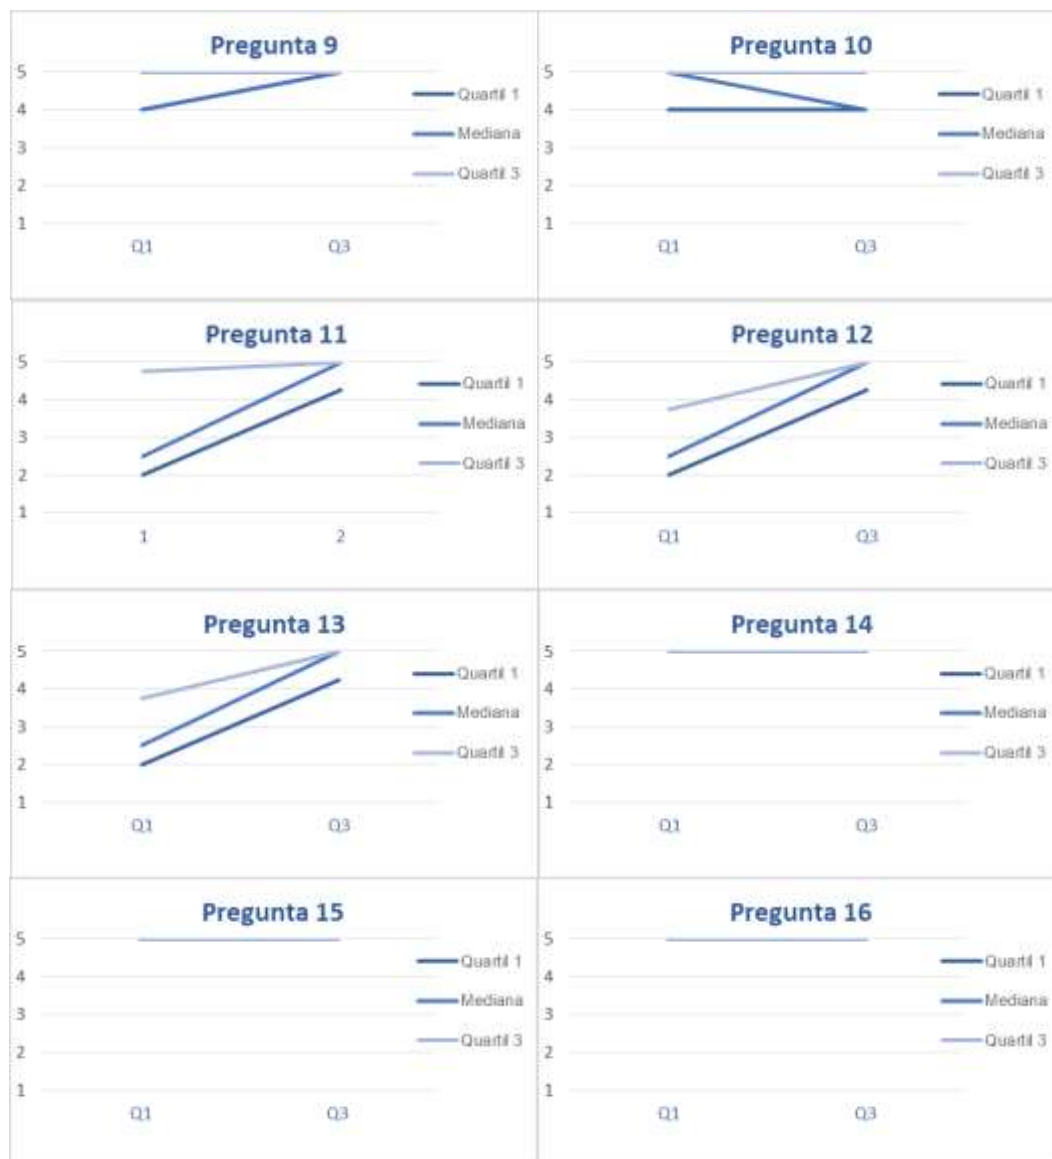 Pregunta 9
5
4
3
2
1
Q1 Q3
Quartil 1
Mediana
Quartil 3
Pregunta 10
5
4
3
2
1
Q1 Q3
Quartil 1
Mediana
Quartil 3
Pregunta 11
5
4
3
2
1
1 2
Quartil 1
Mediana
Quartil 3
Pregunta 12
5
4
3
2
1
Q1 Q3
Quartil 1
Mediana
Quartil 3
Pregunta 13
5
4
3
2
1
Q1 Q3
Quartil 1
Mediana
Quartil 3
Pregunta 14
5
4
3
2
1
Q1 Q3
Quartil 1
Mediana
Quartil 3
Pregunta 15
5
4
3
2
1
Q1 Q3
Quartil 1
Mediana
Quartil 3
Pregunta 16
5
4
3
2
1
Q1 Q3
Quartil 1
Mediana
Quartil 3